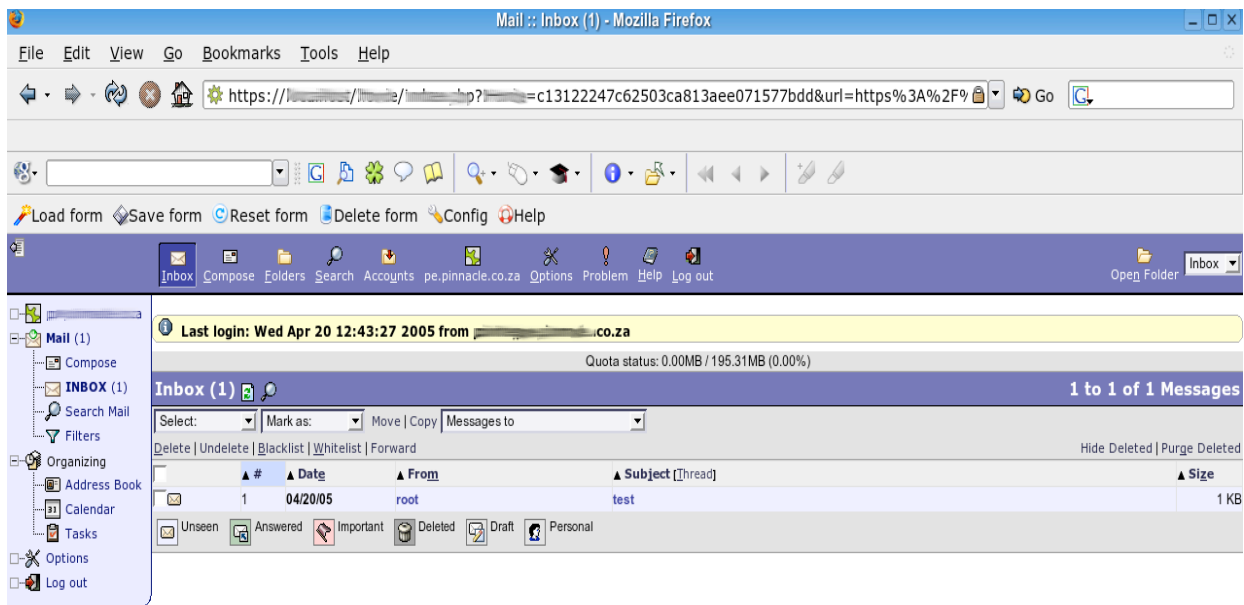 Mail :: Inbox (1) - Mozilla Firefox
File Edit View Go Bookmarks Tools Help
https:// =c13122247c62503ca813aee071577bdd&url=https%3A%2F% Go G
G
Load form Save form Reset form Delete form Config Help
Inbox Compose Folders Search Accounts pe.pinnacle.co.za Options Problem Help Log out Open Folder Inbox
Mail (1)
Compose
INBOX (1)
Search Mail
Filters
Organizing
Address Book
31 Calendar
Tasks
Options
Log out
Last login: Wed Apr 20 12:43:27 2005 from .co.za
Quota status: 0.00MB / 195.31MB (0.00%)
Inbox (1) 1 to 1 of 1 Messages
Select: Mark as: Move | Copy Messages to
Delete | Undelete | Blacklist | Whitelist | Forward Hide Deleted | Purge Deleted
# Date From Subject [Thread] Size
1 04/20/05 root test 1 KB
Unseen Answered Important Deleted Draft Personal